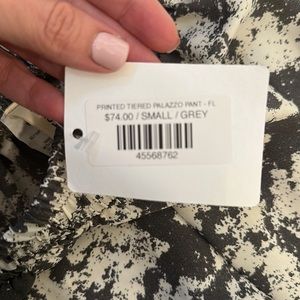 PRINTED TIERED PALAZZO PANT - FL
$74.00 / SMALL / GREY
45568762